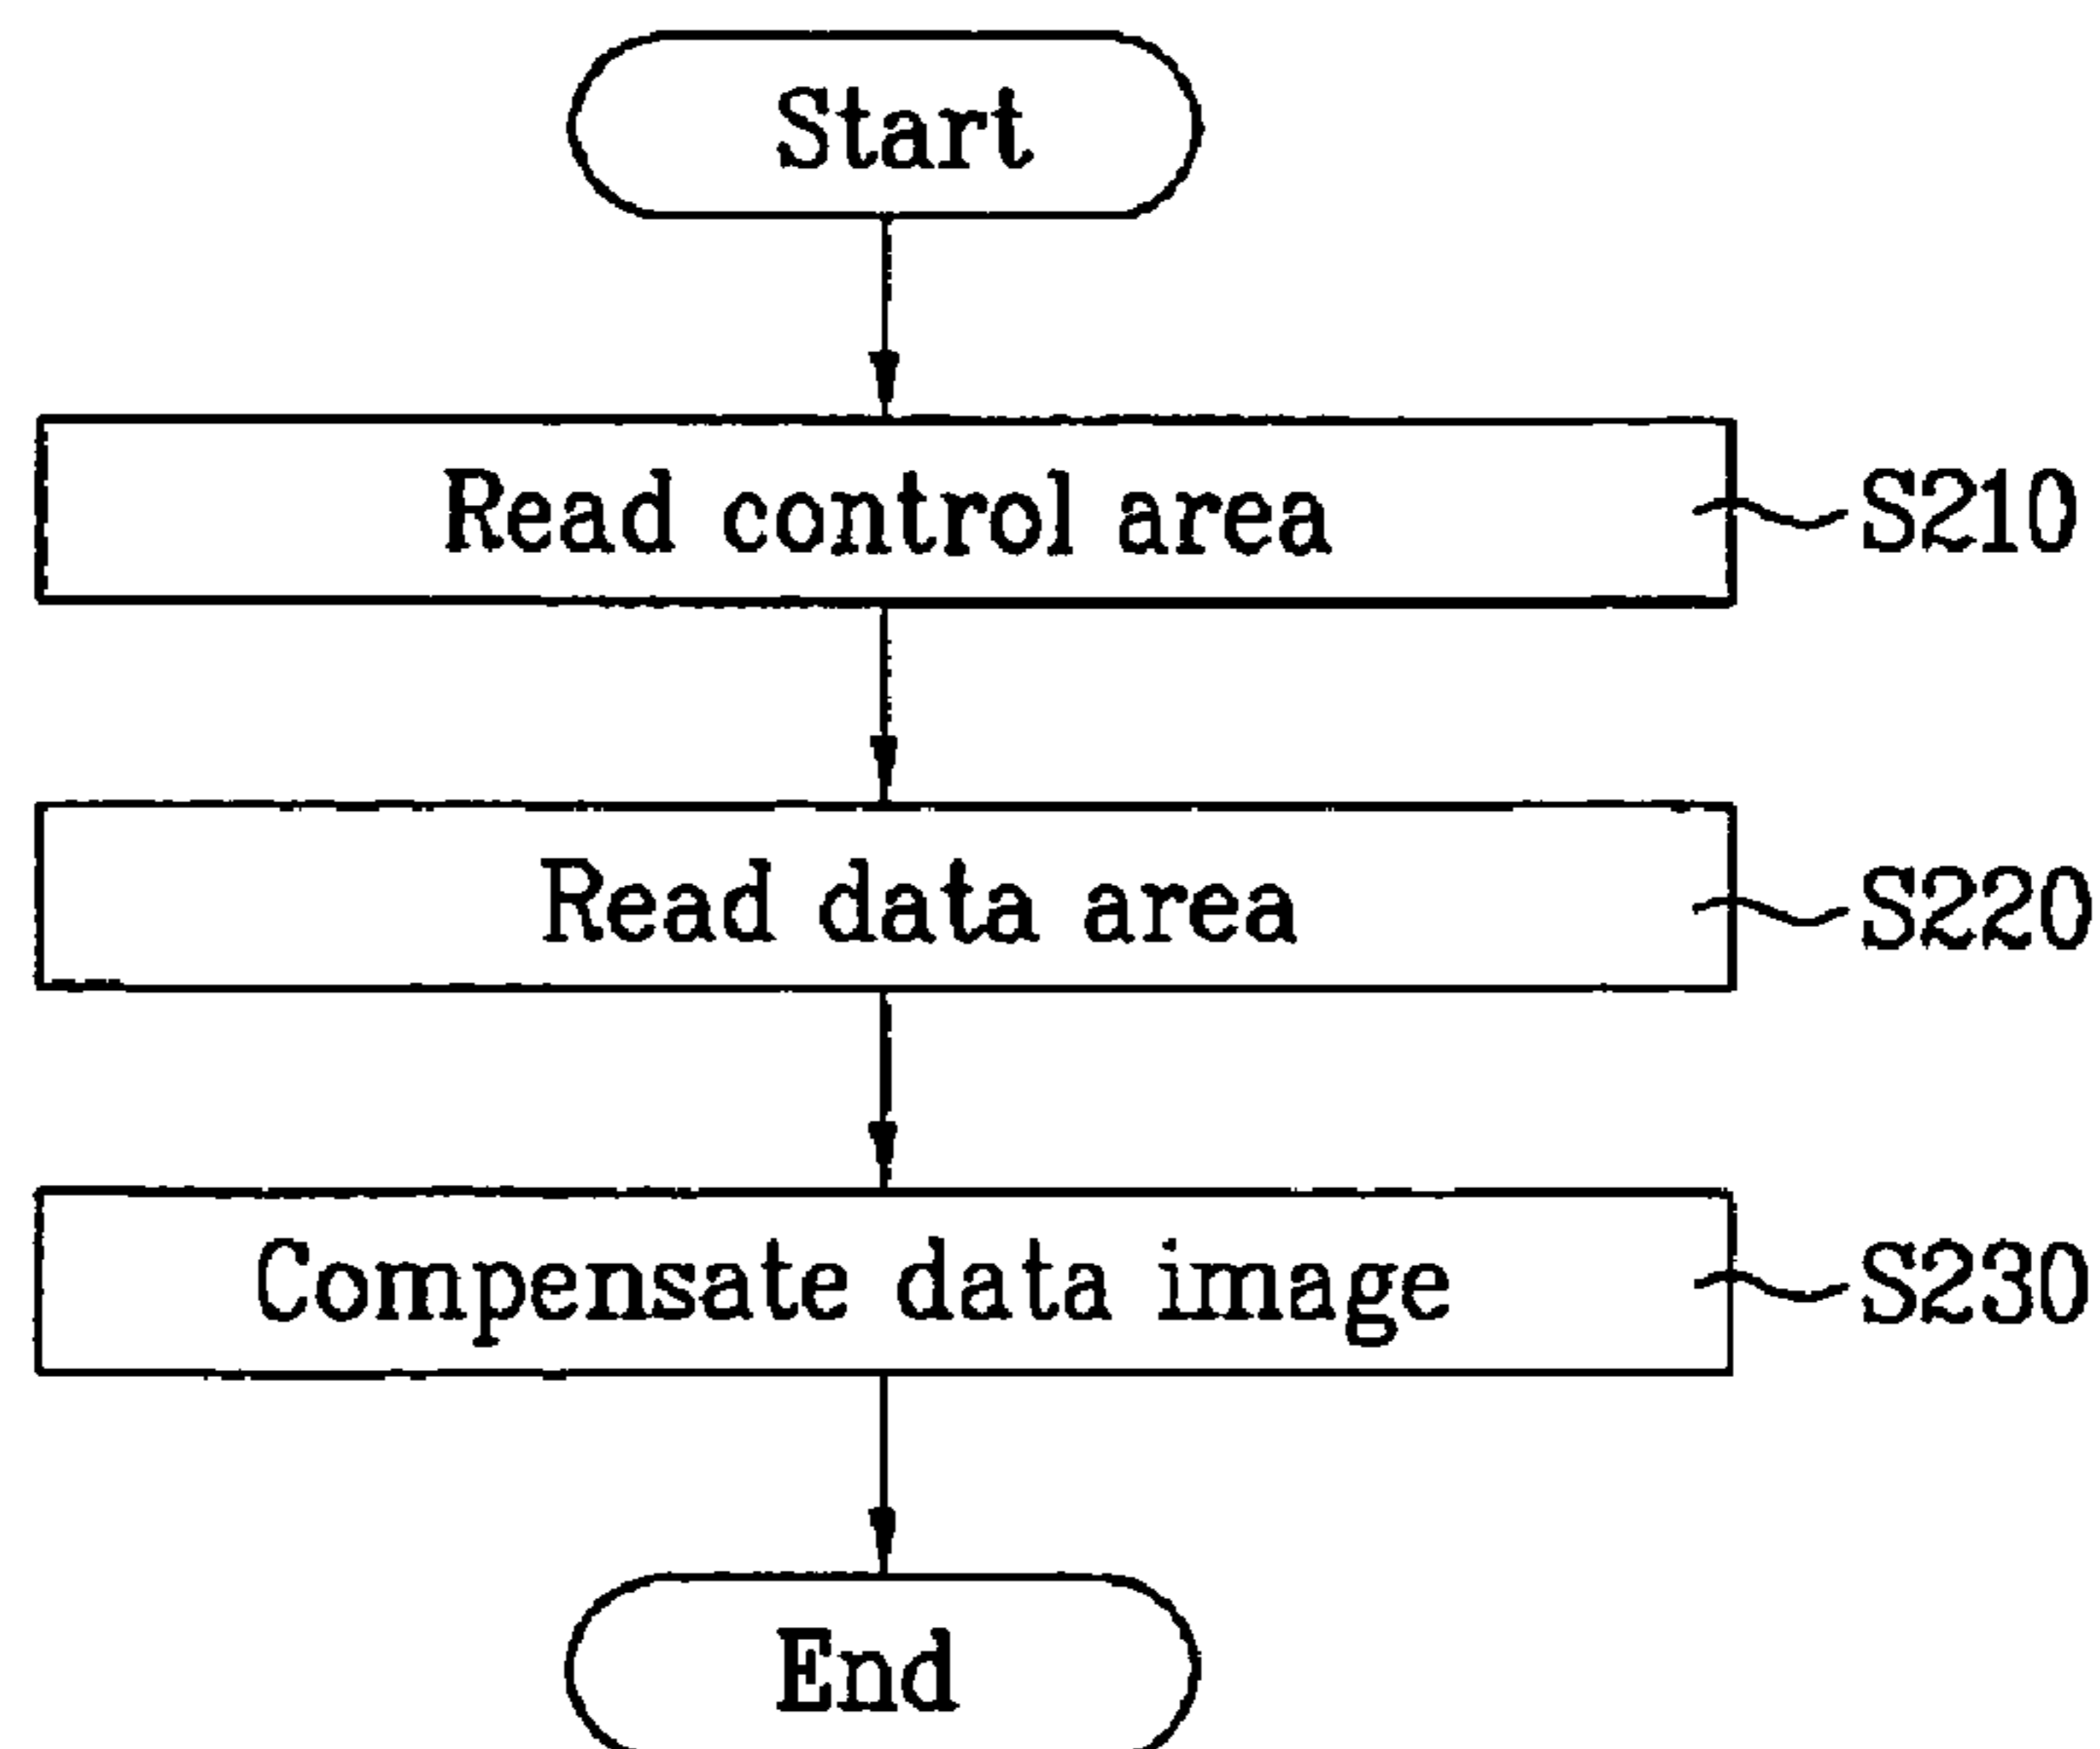 Start
Read control area
S210
Read data area
S220
Compensate data image
S230
End